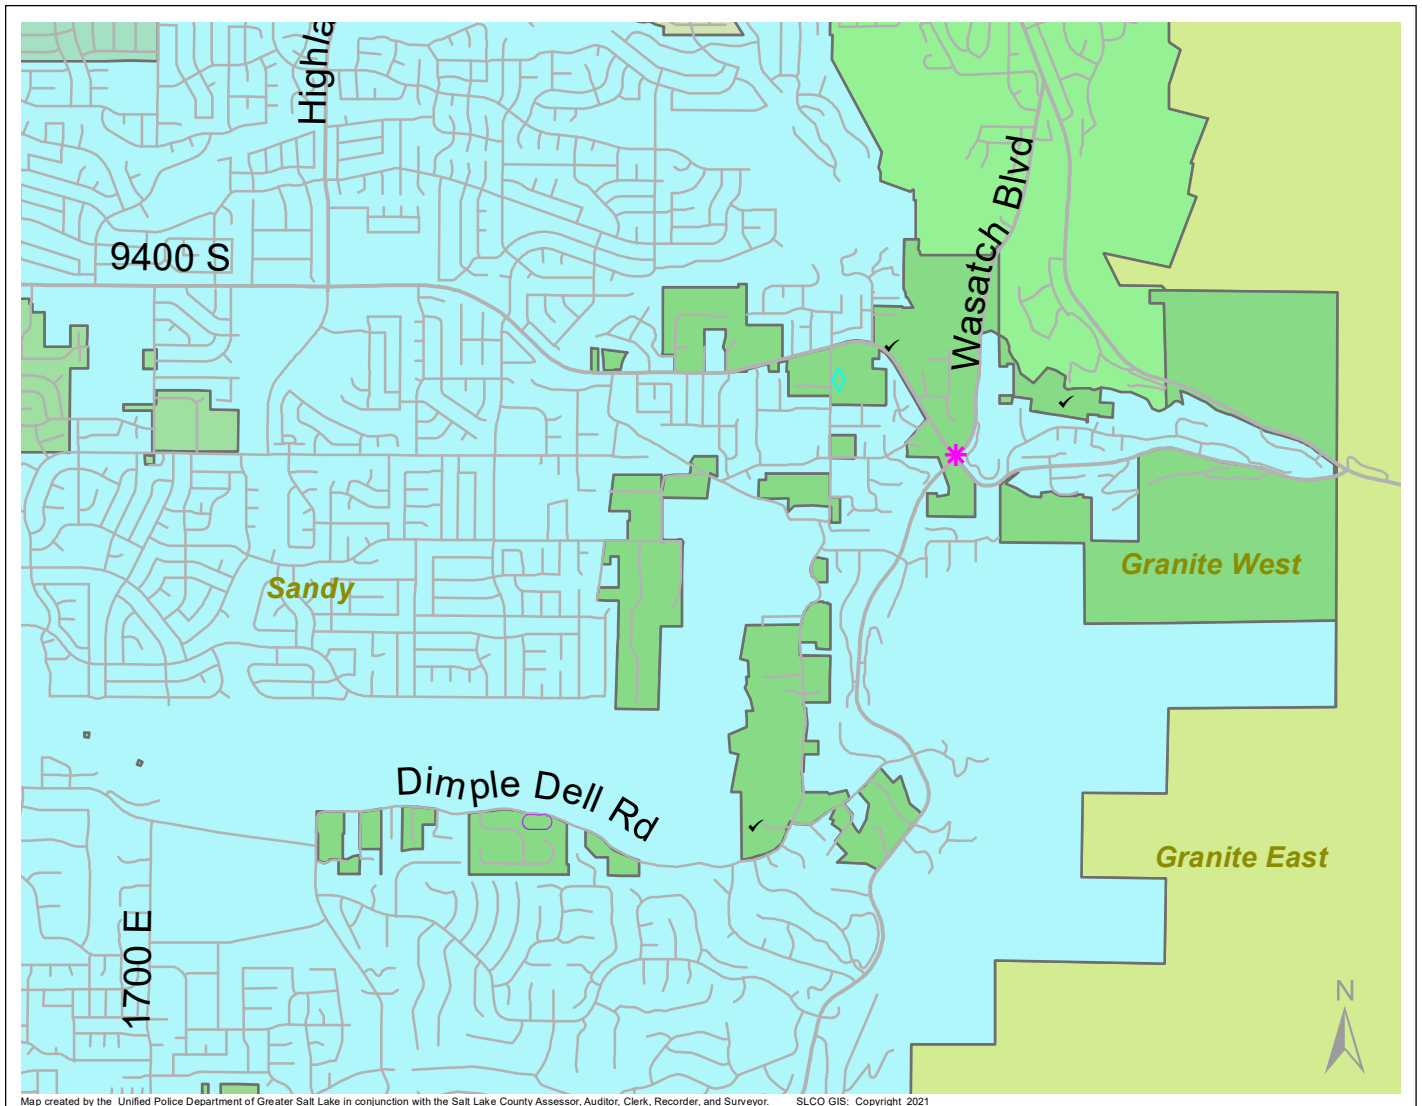 Highla
Wasatch Blvd
9400 S
Granite West
Sandy
Dimple Dell Rd
Granite East
1700 E
N
Map created by the Unified Police Department of Greater Salt Lake in conjunction with the Salt Lake County Assessor, Auditor, Clerk, Recorder, and Surveyor. SLCO GIS: Copyright 2021